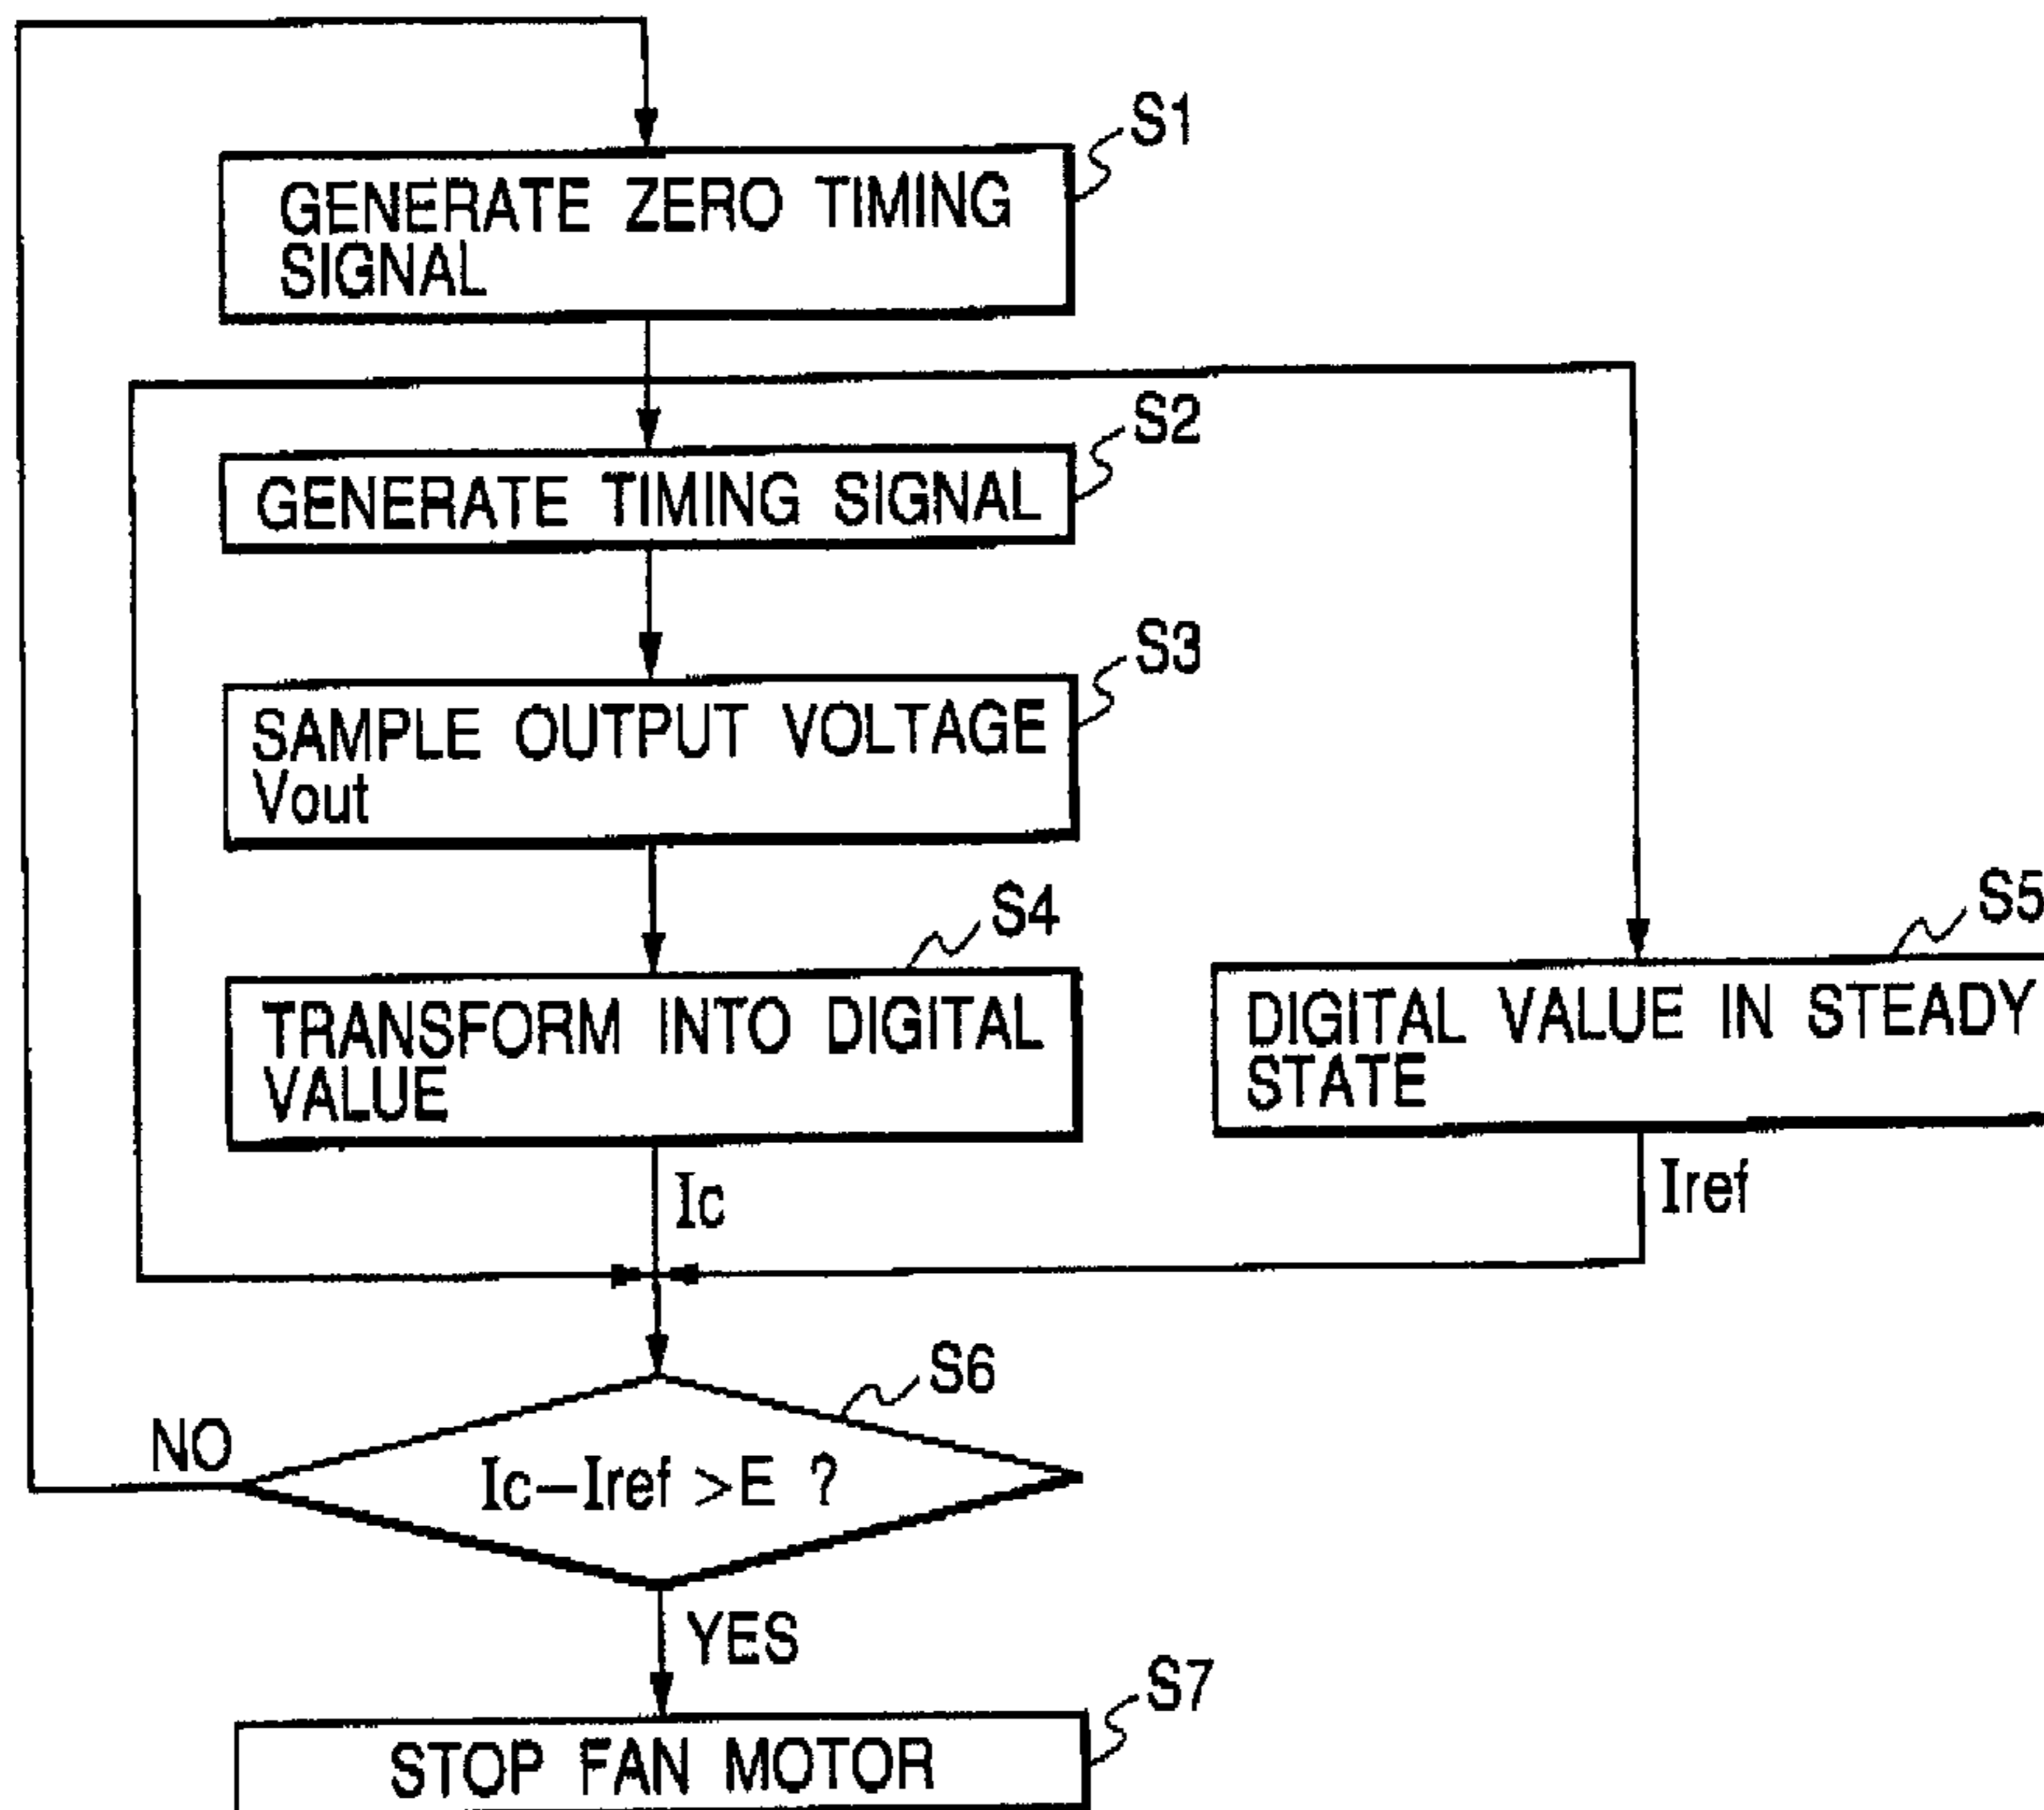 S1
GENERATE ZERO TIMING
SIGNAL
S2
GENERATE TIMING SIGNAL
S3
SAMPLE OUTPUT VOLTAGE
Vout
S4
TRANSFORM INTO DIGITAL
VALUE
S5
DIGITAL VALUE IN STEADY
STATE
Ic
Iref
S6
NO
Ic-Iref >E ?
YES
S7
STOP FAN MOTOR